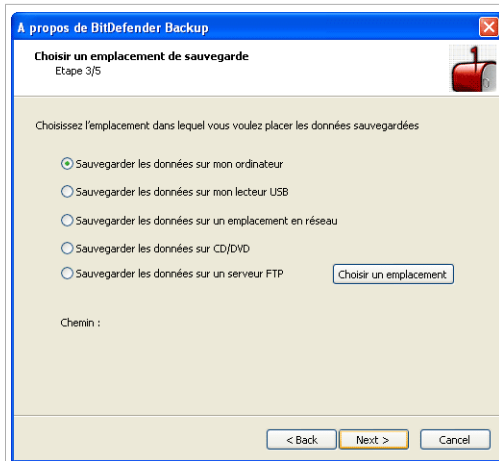 A propos de BitDefender Backup
Choisir un emplacement de sauvegarde
Etape 3/5
Choisissez l'emplacement dans lequel vous voulez placer les données sauvegardées
Sauvegarder les données sur mon ordinateur
Sauvegarder les données sur mon lecteur USB
Sauvegarder les données sur un emplacement en réseau
Sauvegarder les données sur CD/DVD
Sauvegarder les données sur un serveur FTP Choisir un emplacement
Chemin :
< Back Next > Cancel